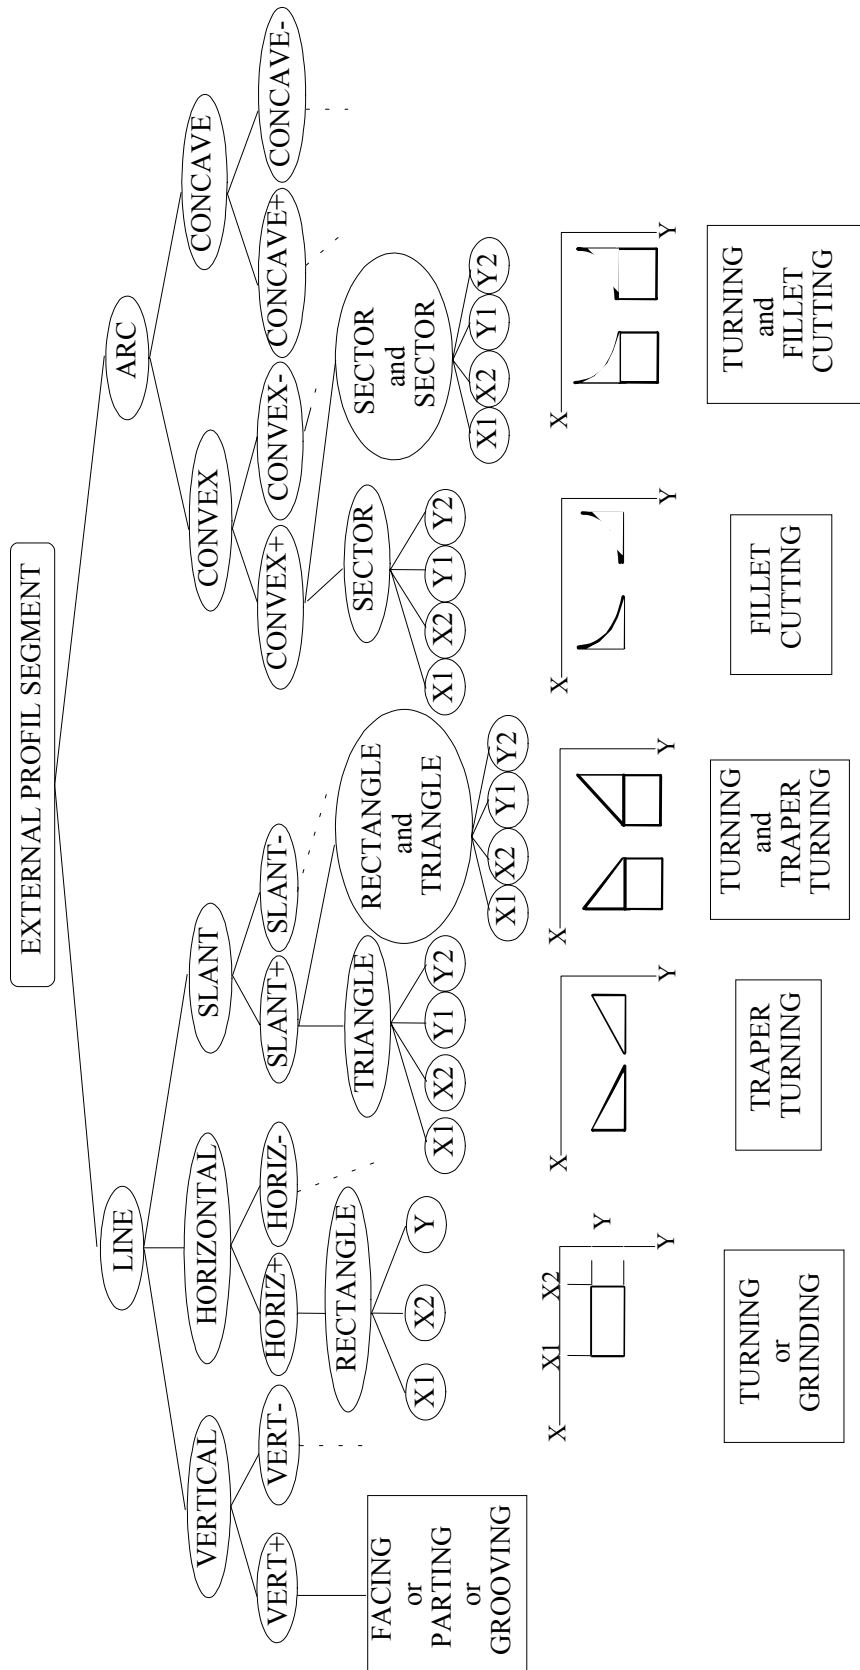 EXTERNAL PROFIL SEGMENT
LINE
ARC
VERTICAL
HORIZONTAL
SLANT
CONVEX
CONCAVE
VERT+
VERT-
HORIZ+
HORIZ-
SLANT+
SLANT-
CONVEX+
CONVEX-
CONCAVE+
CONCAVE-
FACING
or
PARTING
or
GROOVING
RECTANGLE
TRIANGLE
RECTANGLE
and
TRIANGLE
SECTOR
SECTOR
and
SECTOR
X1
X2
Y
X1
X2
Y1
Y2
X1
X2
Y1
Y2
X1
X2
Y1
Y2
X1
X2
Y1
Y2
X
X1
X2
Y
Y
X
Y
X
Y
X
Y
X
Y
TURNING
or
GRINDING
TRAPER
TURNING
TURNING
and
TRAPER
TURNING
FILLET
CUTTING
TURNING
and
FILLET
CUTTING